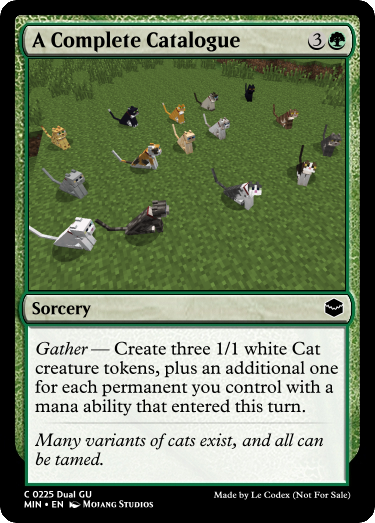 A Complete Catalogue 3
Sorcery
Gather — Create three 1/1 white Cat
creature tokens, plus an additional one
for each permanent you control with a
mana ability that entered this turn.
Many variants of cats exist, and all can
be tamed.
C 0225 Dual GU
MIN • EN Mojang Studios
Made by Le Codex (Not For Sale)